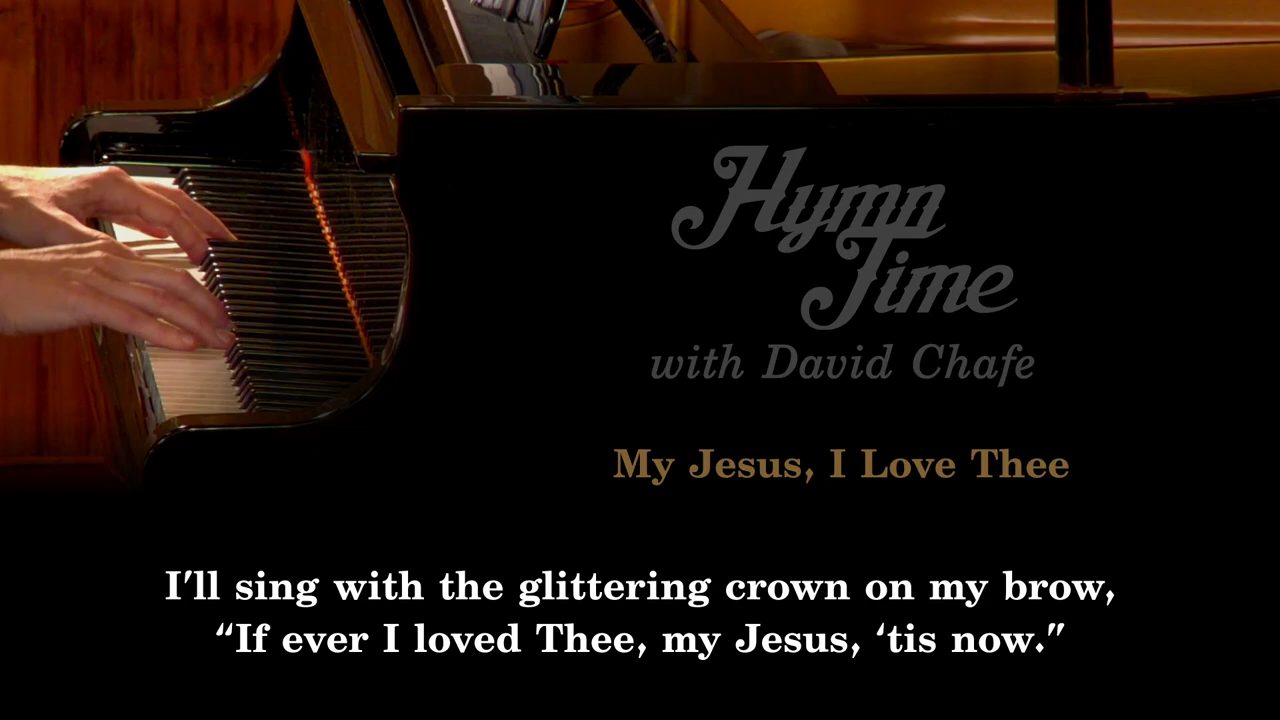 Hymn
Time
with David Chafe
My Jesus, I Love Thee
I'll sing with the glittering crown on my brow,
“If ever I loved Thee, my Jesus, ‘tis now."